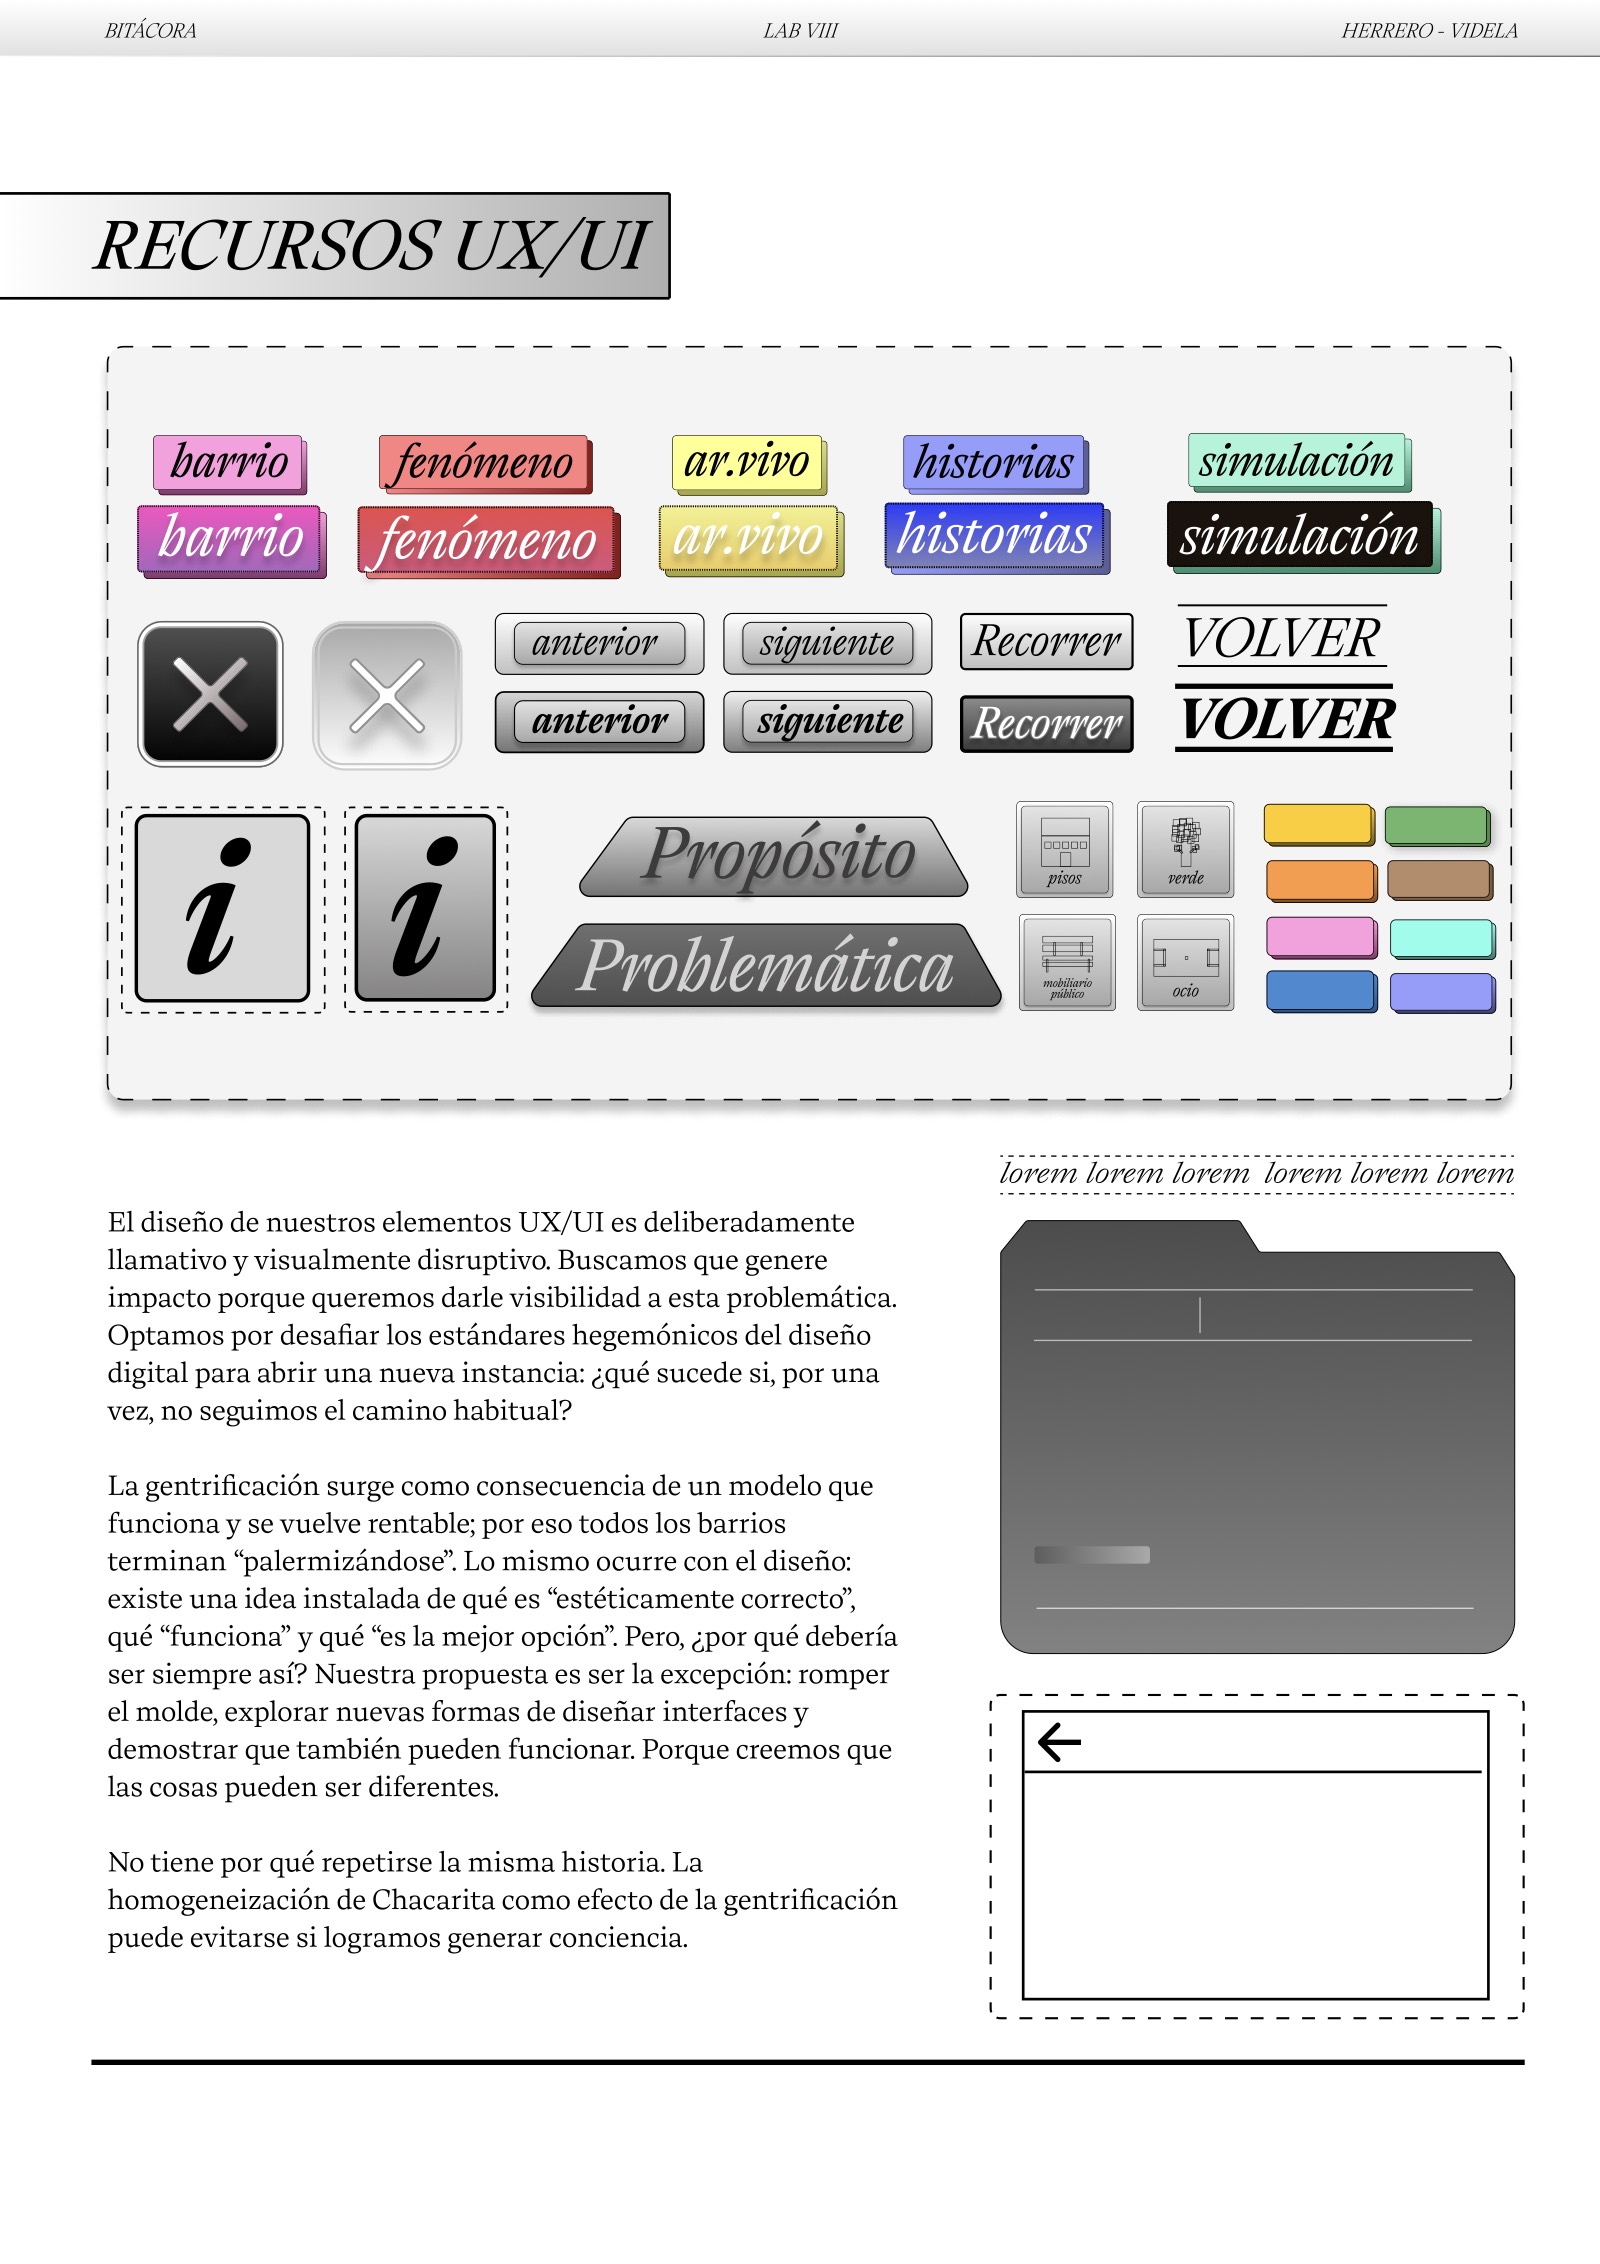 BITÁCORA
LAB VIII
HERRERO - VIDELA
RECURSOS UX/UI
barrio
fenómeno
ar.vivo
historias
simulación
barrio
fenómeno
ar.vivo
historias
simulación
anterior
siguiente
Recorrer
VOLVER
anterior
siguiente
Recorrer
VOLVER
i
i
Propósito
Problemática
pisos
verde
mobiliario
público
ocio
lorem lorem lorem lorem lorem lorem
El diseño de nuestros elementos UX/UI es deliberadamente
llamativo y visualmente disruptivo. Buscamos que genere
impacto porque queremos darle visibilidad a esta problemática.
Optamos por desafiar los estándares hegemónicos del diseño
digital para abrir una nueva instancia: ¿qué sucede si, por una
vez, no seguimos el camino habitual?
La gentrificación surge como consecuencia de un modelo que
funciona y se vuelve rentable; por eso todos los barrios
terminan “palermizándose”. Lo mismo ocurre con el diseño:
existe una idea instalada de qué es “estéticamente correcto”,
qué “funciona” y qué “es la mejor opción”. Pero, ¿por qué debería
ser siempre así? Nuestra propuesta es ser la excepción: romper
el molde, explorar nuevas formas de diseñar interfaces y
demostrar que también pueden funcionar. Porque creemos que
las cosas pueden ser diferentes.
No tiene por qué repetirse la misma historia. La
homogeneización de Chacarita como efecto de la gentrificación
puede evitarse si logramos generar conciencia.